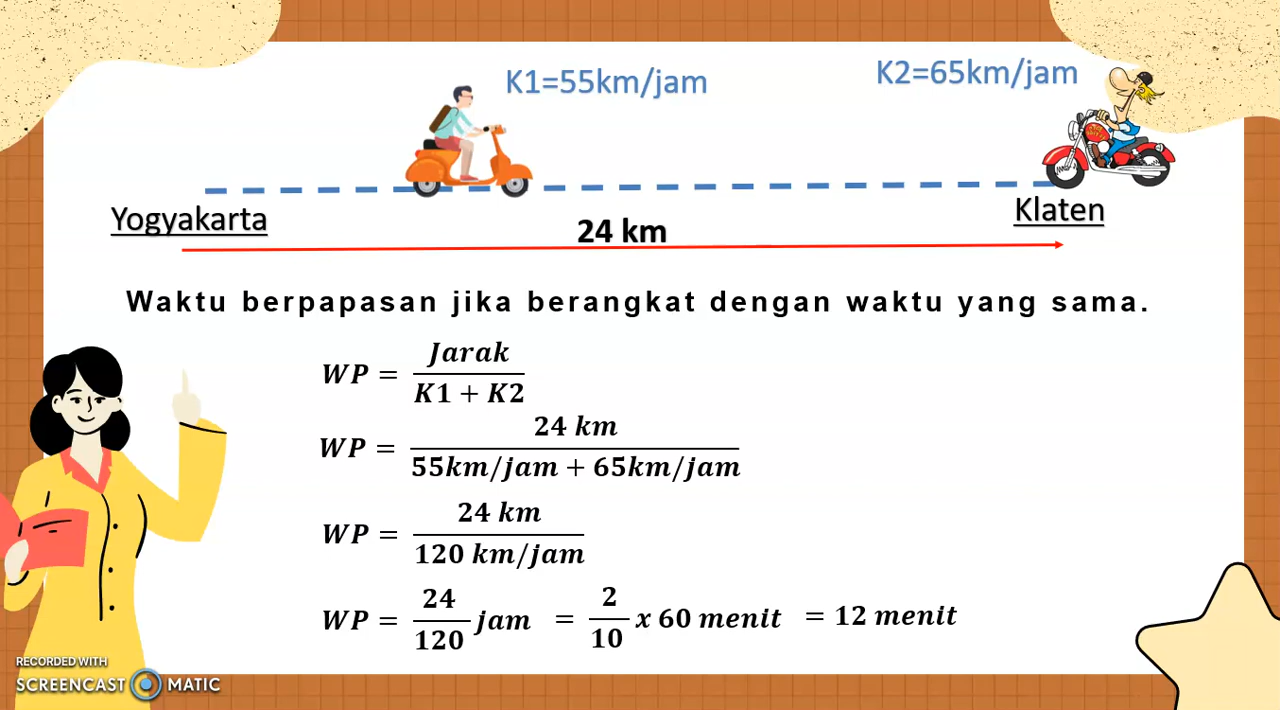 K1=55km/jam
K2=65km/jam
Yogyakarta
Klaten
24 km
Waktu berpapasan jika berangkat dengan waktu yang sama.
WP = Jarak / K1 + K2
WP = 24 km / 55km/jam + 65km/jam
WP = 24 km / 120 km/jam
WP = 24 / 120 jam = 2 / 10 x 60 menit = 12 menit
RECORDED WITH
SCREENCAST MATIC